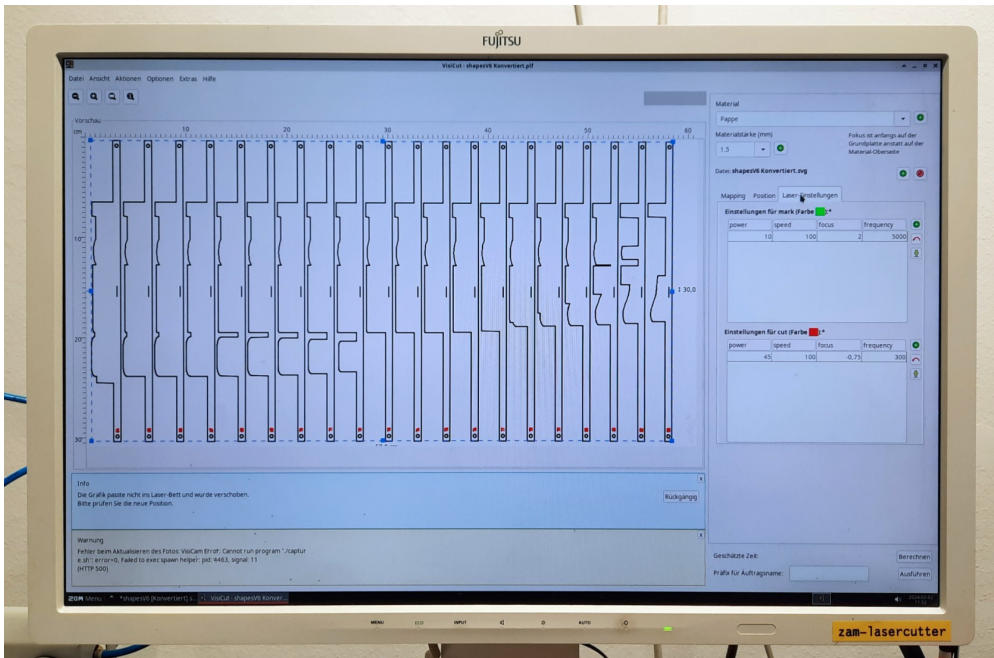 FUJITSU
VisiCut - shapesV6 Konvertiert.plf
Datei Ansicht Aktionen Optionen Extras Hilfe
Vorschau
cm 10 20 30 40 50 60
10
20
30
I 30,0
Material
Pappe
Materialstärke (mm)
1.5
Fokus ist anfangs auf der
Grundplatte anstatt auf der
Material-Oberseite
Datei: shapesV6 Konvertiert.svg
Mapping Position Laser-Einstellungen
Einstellungen für mark (Farbe ):*
power speed focus frequency
10 100 2 5000
Einstellungen für cut (Farbe ):*
power speed focus frequency
45 100 -0.75 300
Info
Die Grafik passte nicht ins Laser-Bett und wurde verschoben.
Bitte prüfen Sie die neue Position.
Rückgängig
Warnung
Fehler beim Aktualisieren des Fotos: VisiCam Error: Cannot run program "./captur
e.sh": error=0, Failed to exec spawn helper: pid: 4463, signal: 11
(HTTP 500)
Geschätzte Zeit:
Berechnen
Präfix für Auftragsname:
Ausführen
ZAM Menu *shapesV6 [Konvertiert] s... VisiCut - shapesV6 Konver...
MENU INPUT AUTO
zam-lasercutter